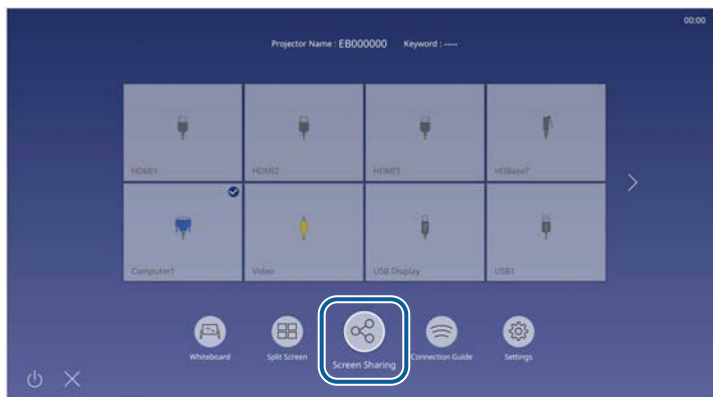 00:00
Projector Name : EB000000 Keyword : ----
HDMI1 HDMI2 HDMI3 HDBaseT
Computer1 Video USB Display USB1
Whiteboard Split Screen Screen Sharing Connection Guide Settings